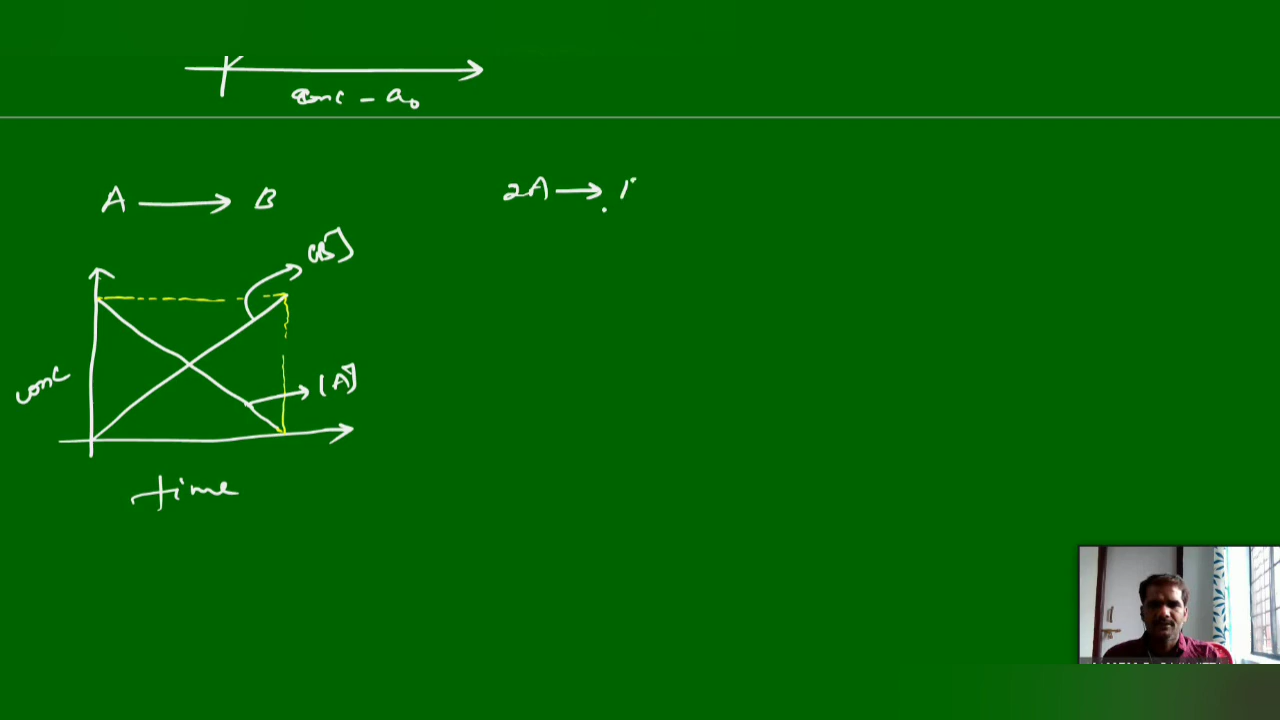 conc - a₀
A ⟶ B
2A ⟶
[B]
conc
[A]
time